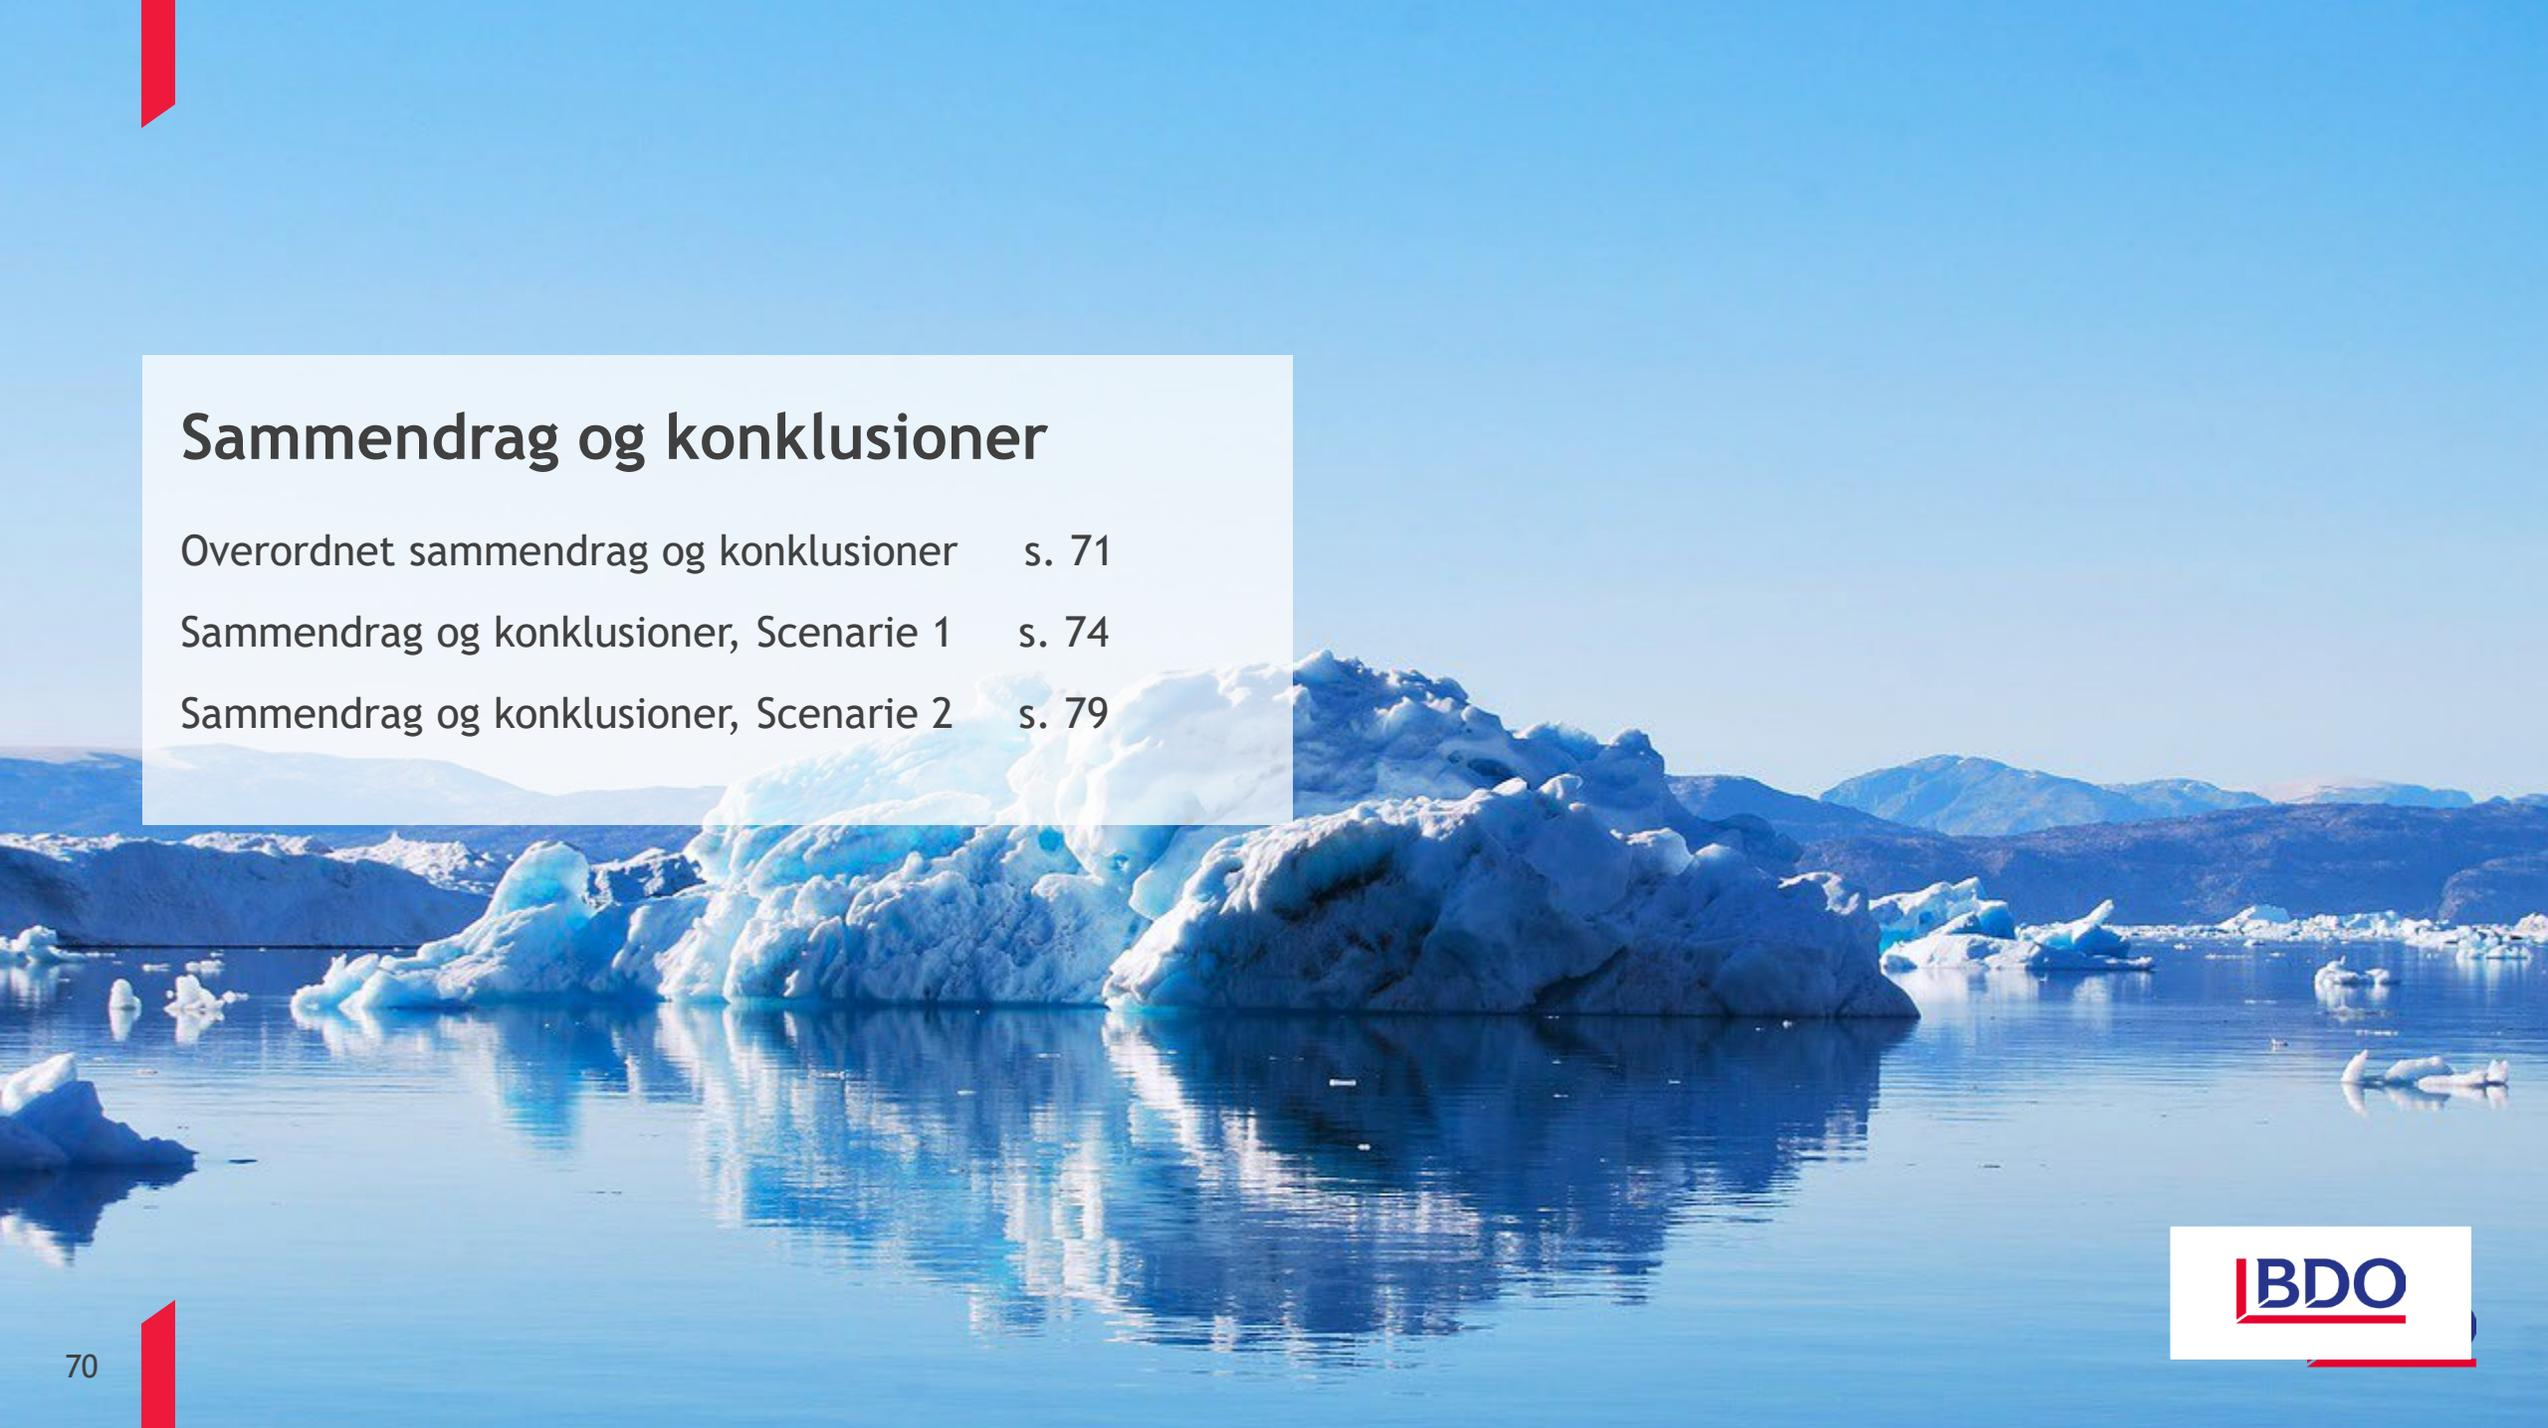 Sammendrag og konklusioner
Overordnet sammendrag og konklusioner s. 71
Sammendrag og konklusioner, Scenarie 1 s. 74
Sammendrag og konklusioner, Scenarie 2 s. 79
BDO
70